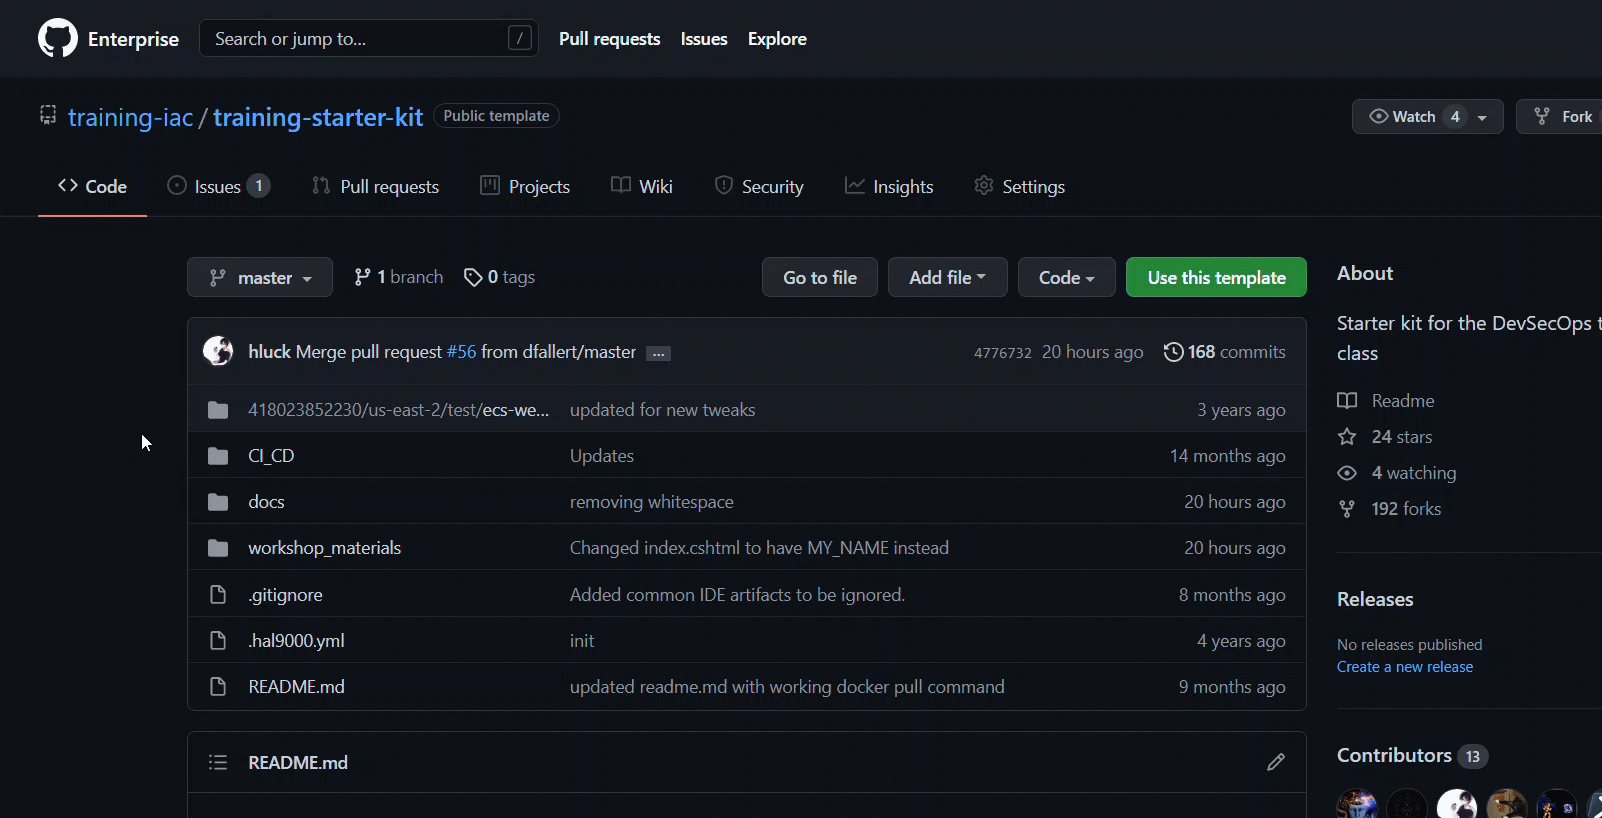 Enterprise Search or jump to... / Pull requests Issues Explore
training-iac / training-starter-kit Public template Watch 4 Fork
<> Code Issues 1 Pull requests Projects Wiki Security Insights Settings
master 1 branch 0 tags Go to file Add file Code Use this template
About
Starter kit for the DevSecOps t
class
hluck Merge pull request #56 from dfallert/master ... 4776732 20 hours ago 168 commits
418023852230/us-east-2/test/ecs-we... updated for new tweaks 3 years ago
CI_CD Updates 14 months ago
docs removing whitespace 20 hours ago
workshop_materials Changed index.cshtml to have MY_NAME instead 20 hours ago
.gitignore Added common IDE artifacts to be ignored. 8 months ago
.hal9000.yml init 4 years ago
README.md updated readme.md with working docker pull command 9 months ago
README.md
Readme
24 stars
4 watching
192 forks
Releases
No releases published
Create a new release
Contributors 13